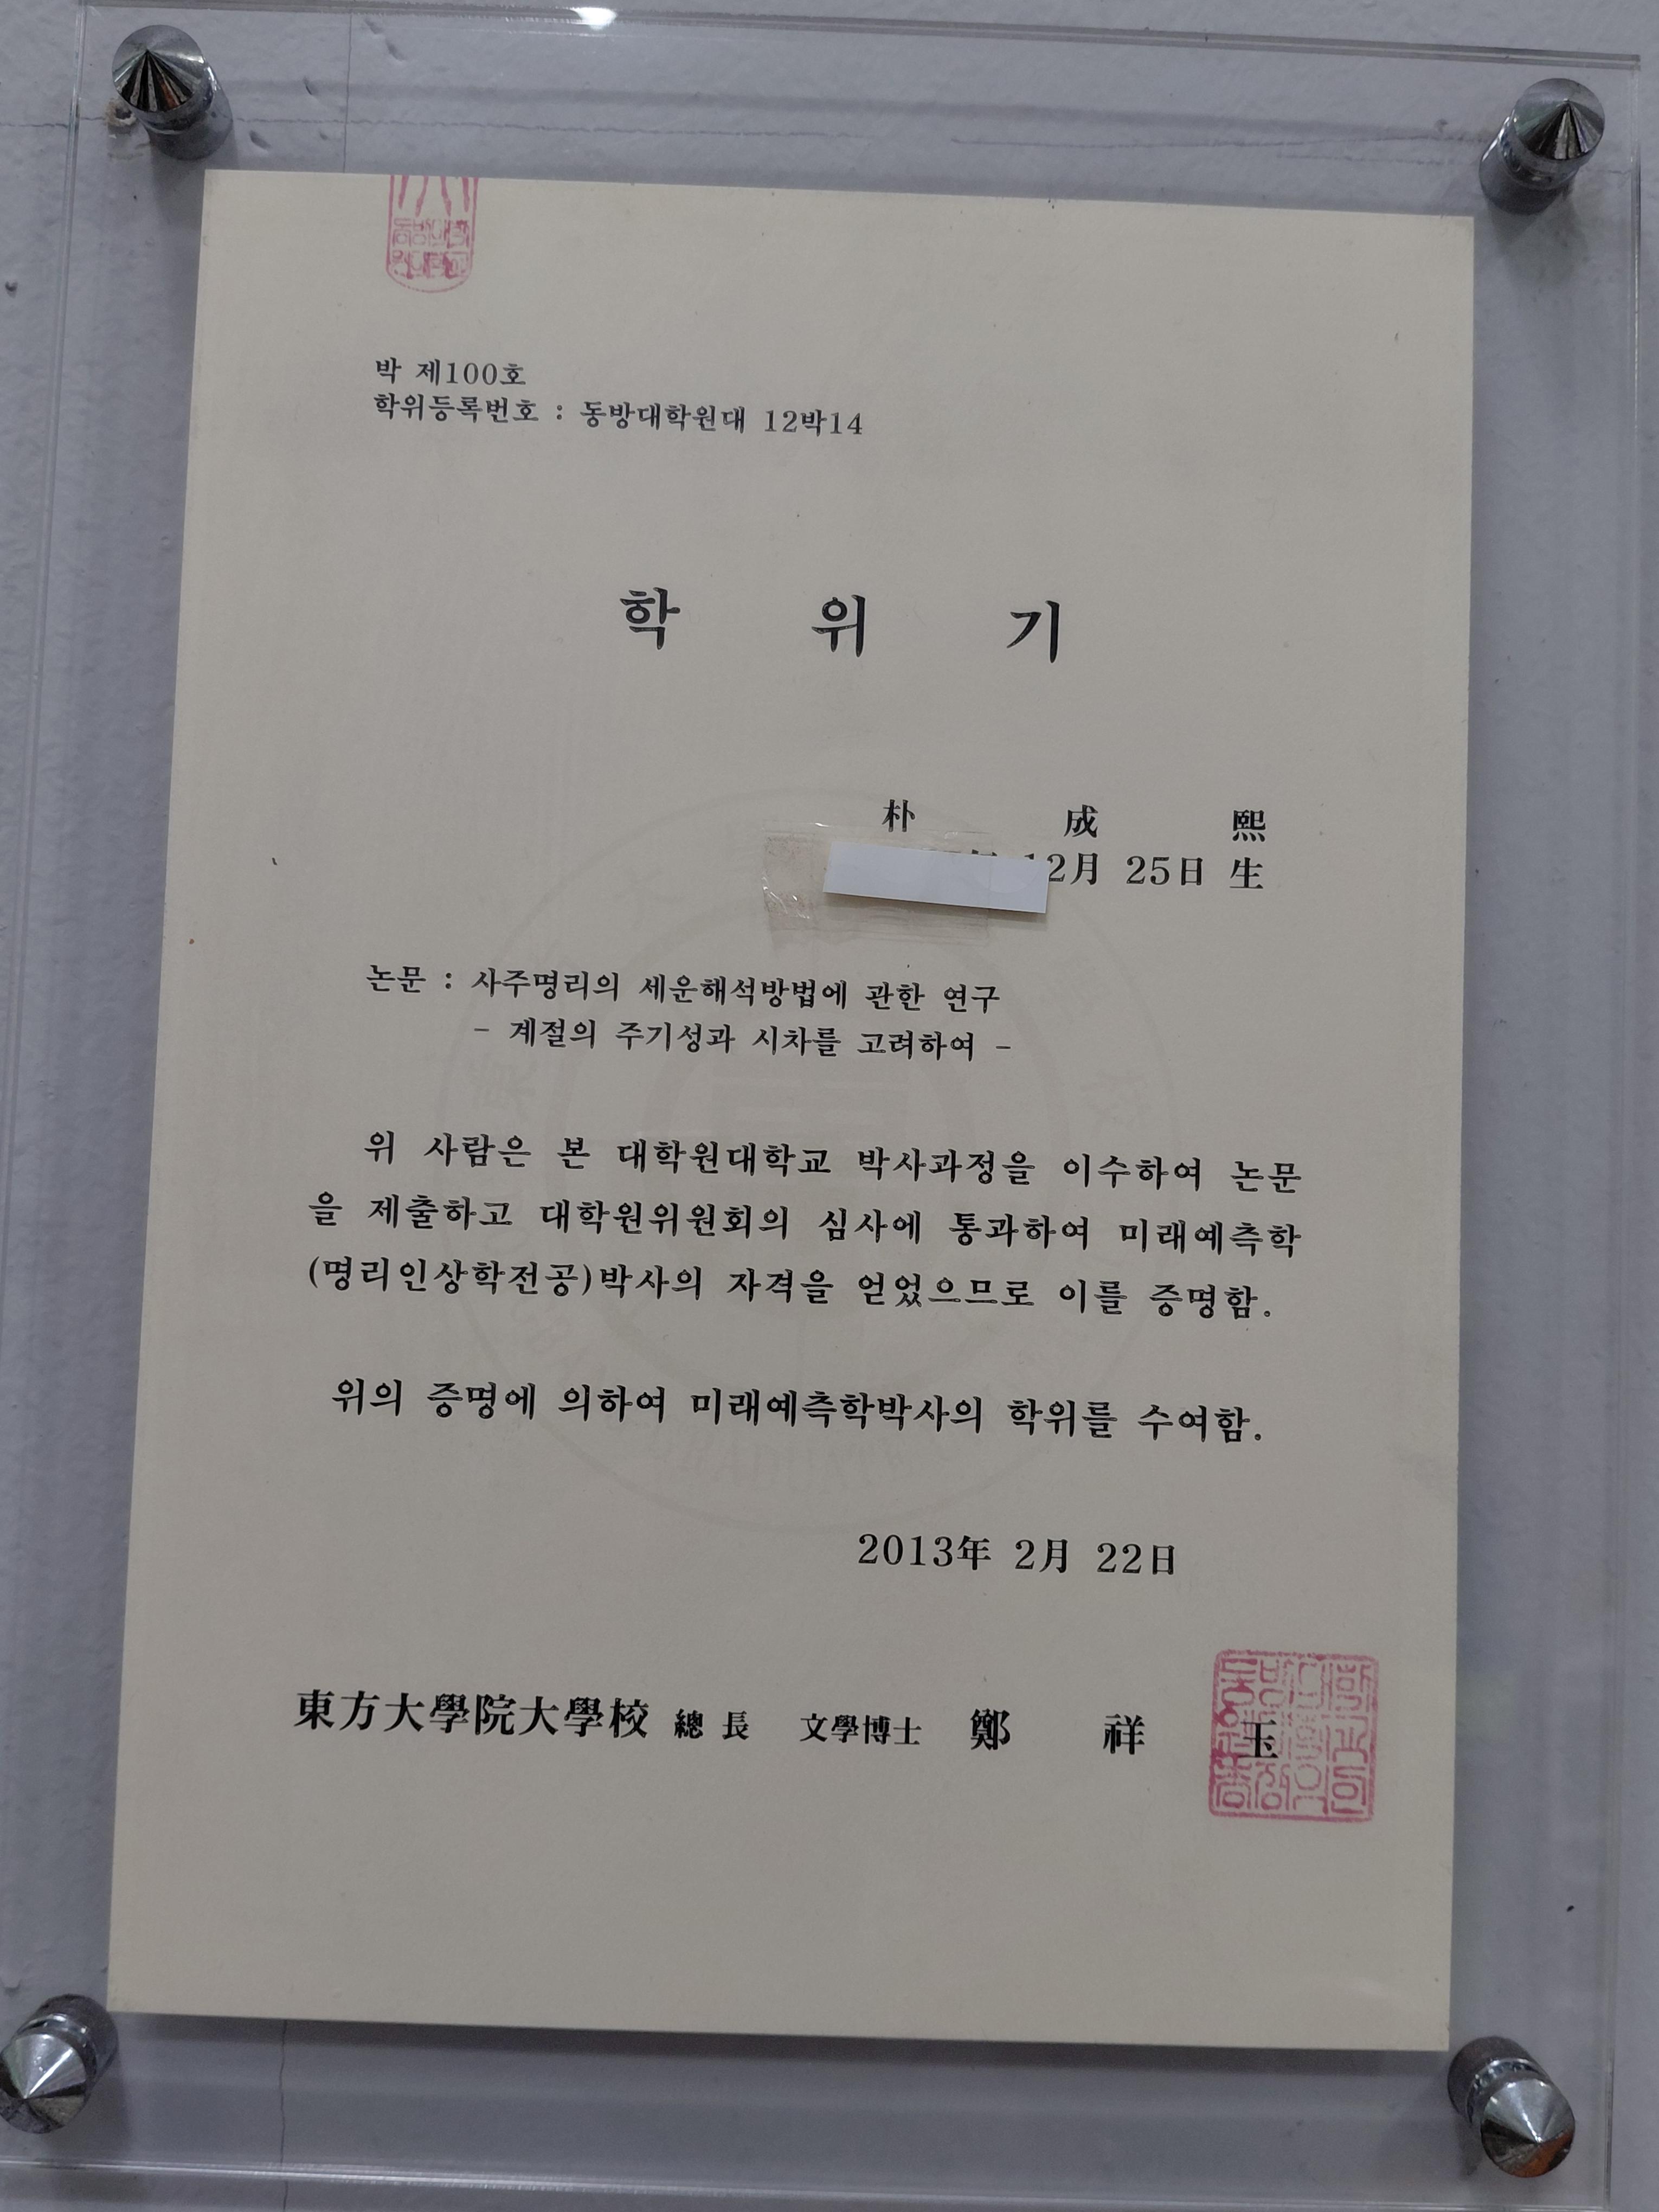 박 제100호
학위등록번호 : 동방대학원대 12박14
학 위 기
朴 成 熙
12月 25日 生
논문 : 사주명리의 세운해석방법에 관한 연구
- 계절의 주기성과 시차를 고려하여 -
위 사람은 본 대학원대학교 박사과정을 이수하여 논문
을 제출하고 대학원위원회의 심사에 통과하여 미래예측학
(명리인상학전공)박사의 자격을 얻었으므로 이를 증명함.
위의 증명에 의하여 미래예측학박사의 학위를 수여함.
2013年 2月 22日
東方大學院大學校 總長 文學博士 鄭 祥 玉